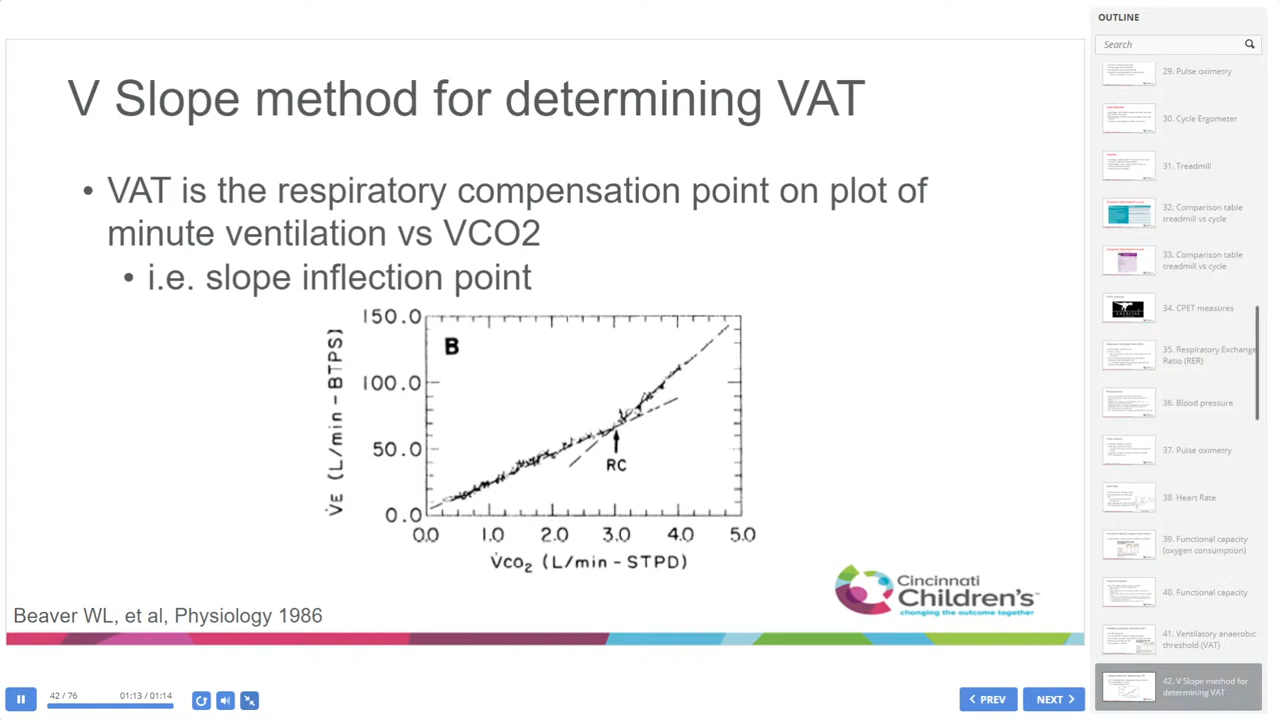 V Slope method for determining VAT
• VAT is the respiratory compensation point on plot of
minute ventilation vs VCO2
• i.e. slope inflection point
150.0
100.0
50.0
0.0
V̇E (L/min-BTPS)
B
RC
0.0 1.0 2.0 3.0 4.0 5.0
V̇CO2 (L/min-STPD)
Cincinnati
Children's™
changing the outcome together
Beaver WL, et al, Physiology 1986
42 / 76
01:13 / 01:14
PREV
NEXT
OUTLINE
Search
29. Pulse oximetry
30. Cycle Ergometer
31. Treadmill
32. Comparison table
treadmill vs cycle
33. Comparison table
treadmill vs cycle
34. CPET measures
35. Respiratory Exchange
Ratio (RER)
36. Blood pressure
37. Pulse oximetry
38. Heart Rate
39. Functional capacity
(oxygen consumption)
40. Functional capacity
41. Ventilatory anaerobic
threshold (VAT)
42. V Slope method for
determining VAT